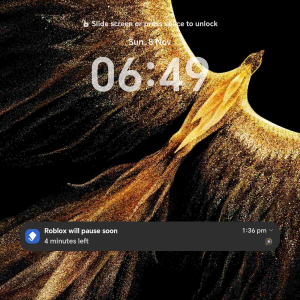 Slide screen or press space to unlock
Sun, 8 Nov
06:49
Roblox will pause soon
1:36 pm
4 minutes left